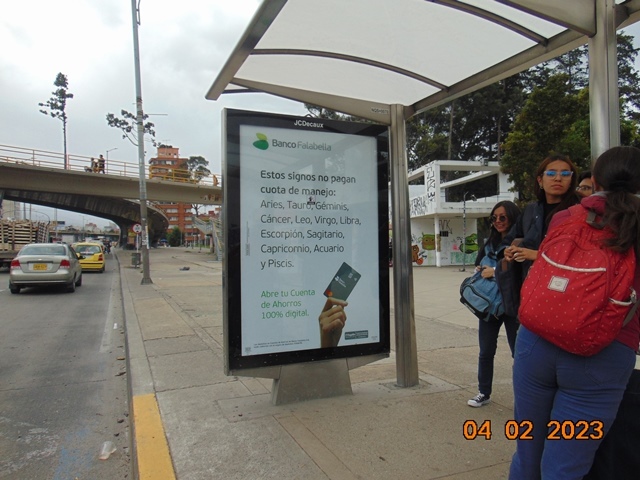 JCDecaux
Banco Falabella
Estos signos no pagan
cuota de manejo:
Aries, Tauro, Géminis,
Cáncer, Leo, Virgo, Libra,
Escorpión, Sagitario,
Capricornio, Acuario
y Piscis.
Abre tu Cuenta
de Ahorros
100% digital.
04 02 2023